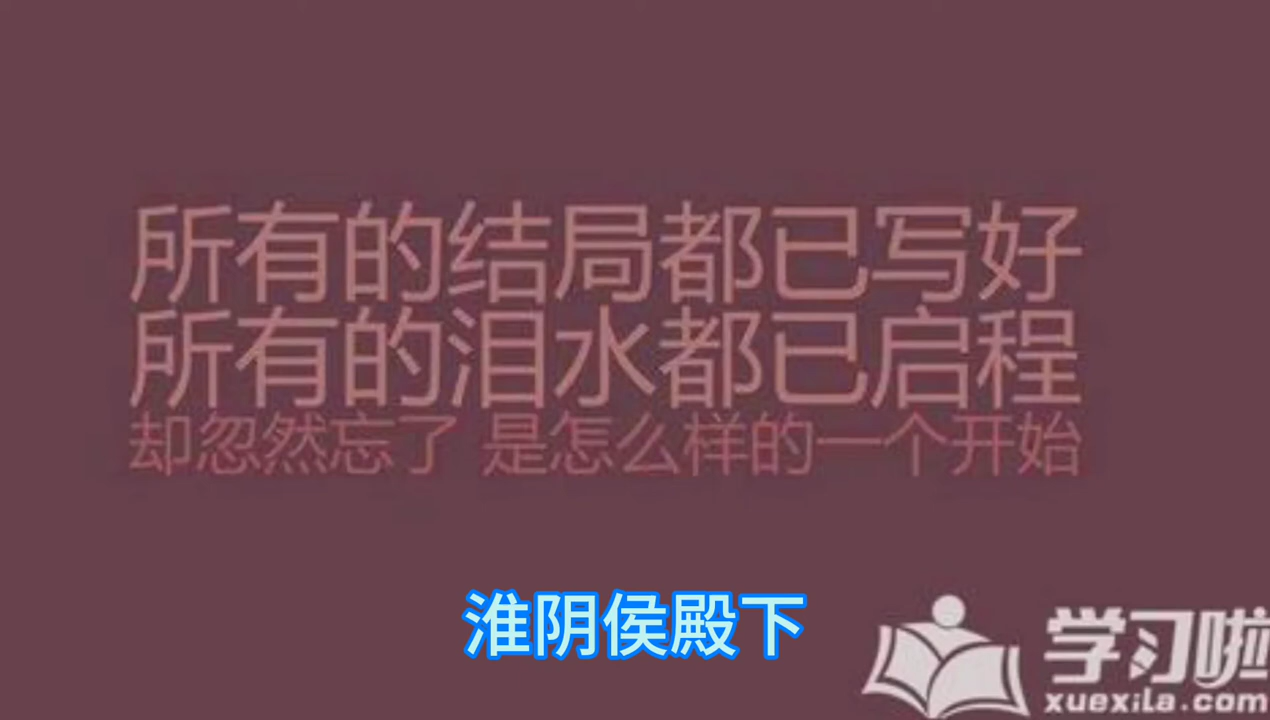 所有的结局都已写好
所有的泪水都已启程
却忽然忘了 是怎么样的一个开始
淮阴侯殿下
学习啦
xuexila.com